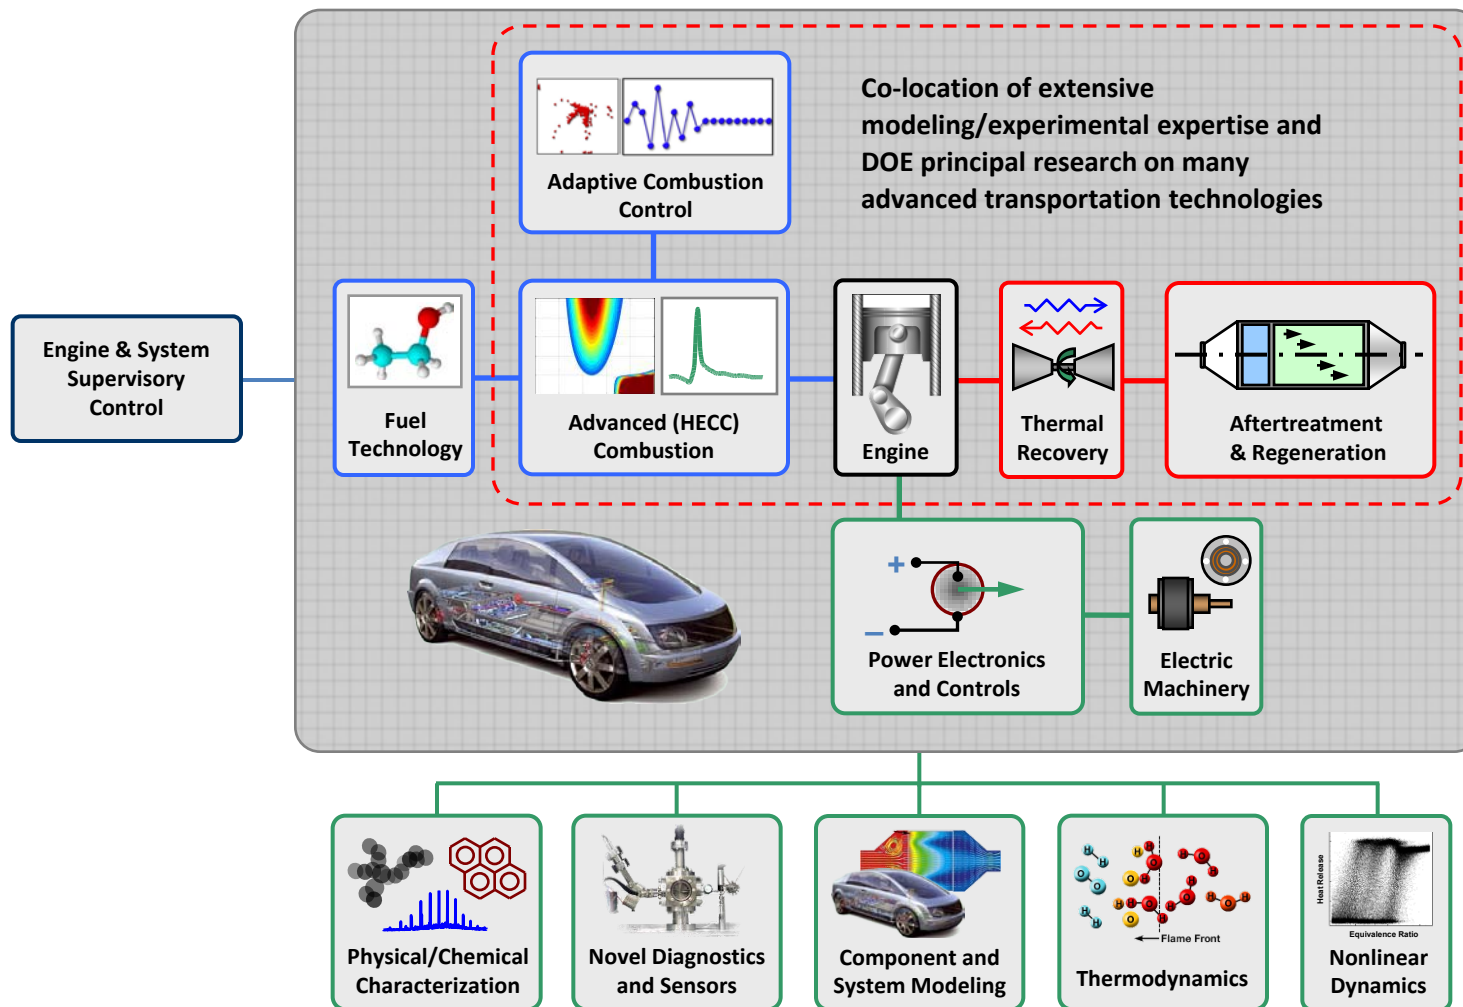 Co-location of extensive
modeling/experimental expertise and
DOE principal research on many
advanced transportation technologies
Adaptive Combustion
Control
Engine & System
Supervisory
Control
Fuel
Technology
Advanced (HECC)
Combustion
Engine
Thermal
Recovery
Aftertreatment
& Regeneration
+
–
Power Electronics
and Controls
Electric
Machinery
Physical/Chemical
Characterization
Novel Diagnostics
and Sensors
Component and
System Modeling
H
H
O
O
H
H
H
H
O
O
H
H
H
O
H
O
H
H
O
H
O
H
H
O
H
H
O
Flame Front
Thermodynamics
Heat Release
Equivalence Ratio
Nonlinear
Dynamics